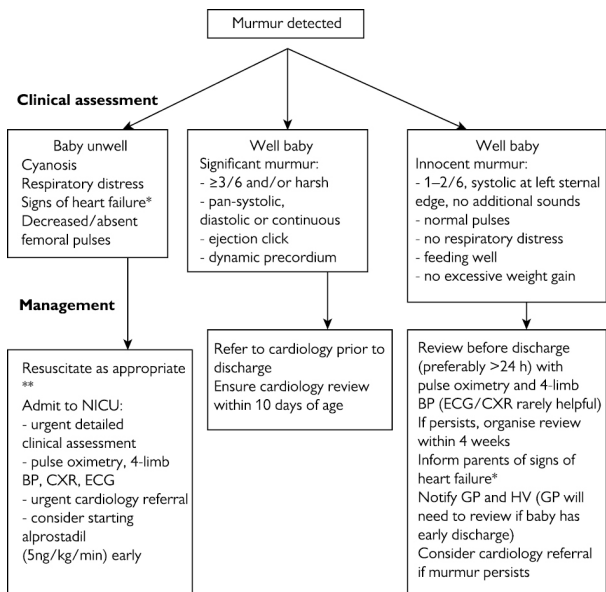 Murmur detected
Clinical assessment
Baby unwell
Cyanosis
Respiratory distress
Signs of heart failure*
Decreased/absent
femoral pulses
Well baby
Significant murmur:
- ≥3/6 and/or harsh
- pan-systolic,
diastolic or continuous
- ejection click
- dynamic precordium
Well baby
Innocent murmur:
- 1–2/6, systolic at left sternal
edge, no additional sounds
- normal pulses
- no respiratory distress
- feeding well
- no excessive weight gain
Management
Resuscitate as appropriate
**
Admit to NICU:
- urgent detailed
clinical assessment
- pulse oximetry, 4-limb
BP, CXR, ECG
- urgent cardiology referral
- consider starting
alprostadil
(5ng/kg/min) early
Refer to cardiology prior to
discharge
Ensure cardiology review
within 10 days of age
Review before discharge
(preferably >24 h) with
pulse oximetry and 4-limb
BP (ECG/CXR rarely helpful)
If persists, organise review
within 4 weeks
Inform parents of signs of
heart failure*
Notify GP and HV (GP will
need to review if baby has
early discharge)
Consider cardiology referral
if murmur persists